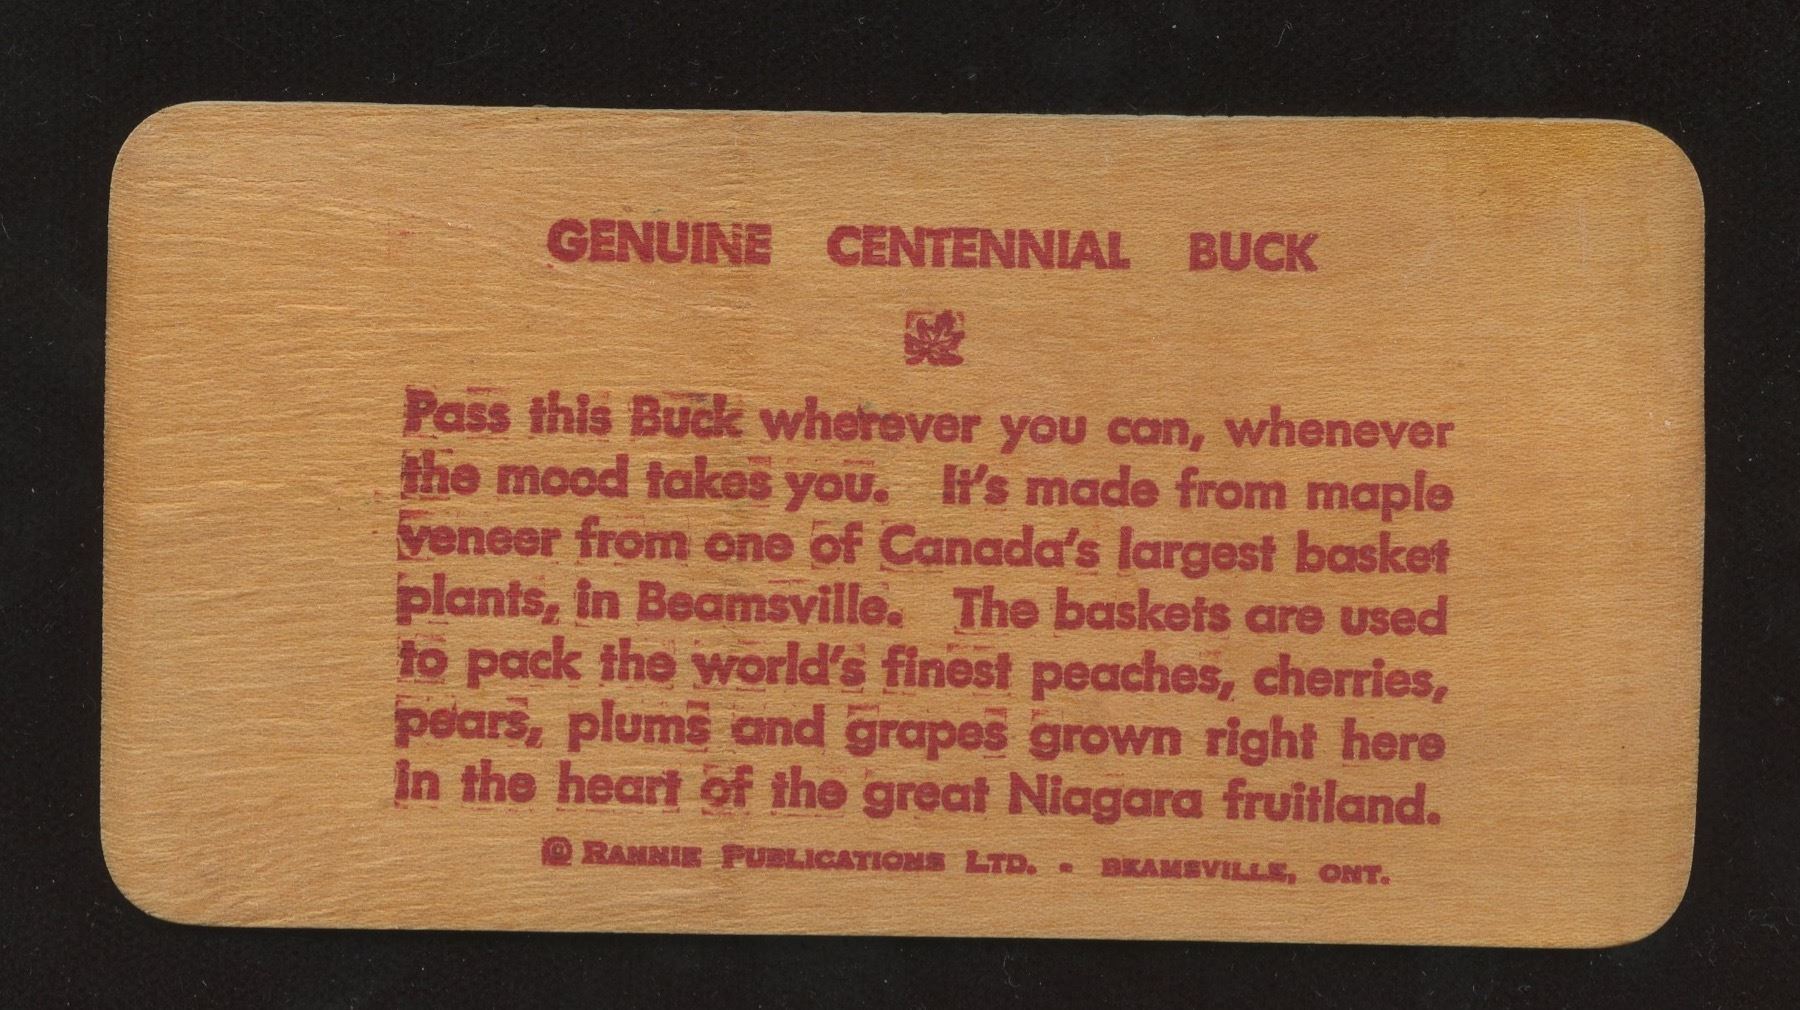 GENUINE CENTENNIAL BUCK
Pass this Buck wherever you can, whenever
the mood takes you. It's made from maple
veneer from one of Canada's largest basket
plants, in Beamsville. The baskets are used
to pack the world's finest peaches, cherries,
pears, plums and grapes grown right here
in the heart of the great Niagara fruitland.
© RANNIE PUBLICATIONS LTD. - BEAMSVILLE, ONT.